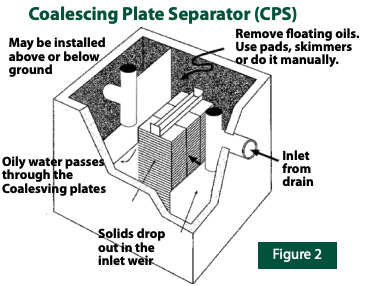 Coalescing Plate Separator (CPS)
May be installed
above or below
ground
Remove floating oils.
Use pads, skimmers
or do it manually.
Oily water passes
through the
Coalesving plates
Inlet
from
drain
Solids drop
out in the
inlet weir
Figure 2